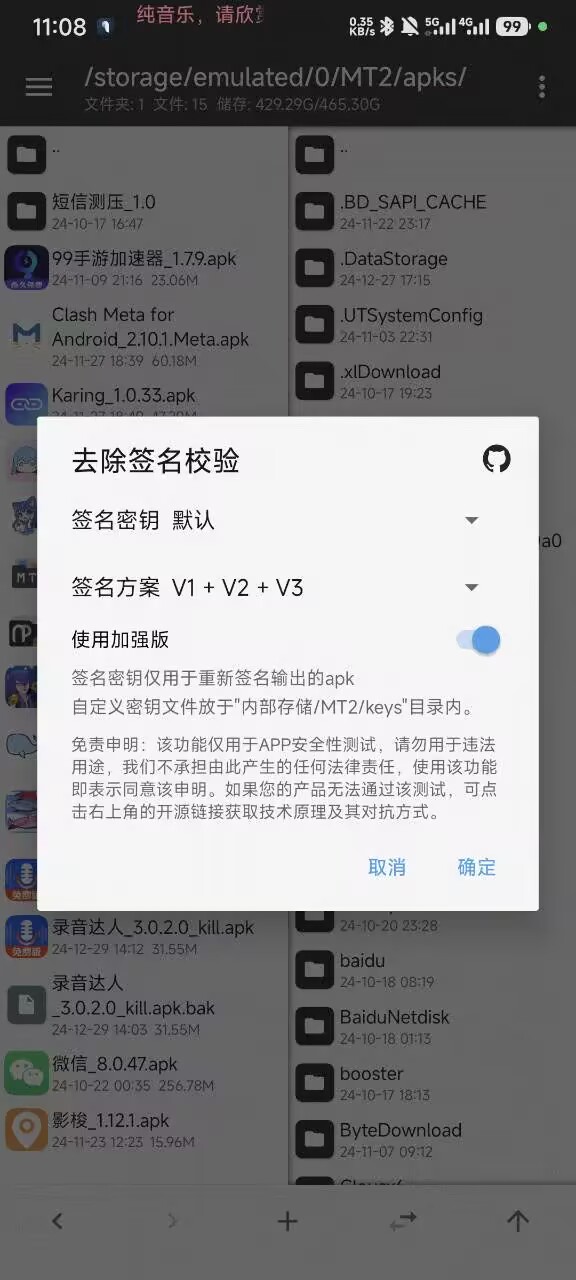 11:08
纯音乐，请欣
0.35 KB/s 5G 4G 99
/storage/emulated/0/MT2/apks/
文件夹: 1 文件: 15 储存: 429.29G/465.30G
..
短信测压_1.0
24-10-17 16:47
99手游加速器_1.7.9.apk
24-11-09 21:16 23.06M
Clash Meta for
Android_2.10.1.Meta.apk
24-11-27 18:39 60.18M
Karing_1.0.33.apk
..
.BD_SAPI_CACHE
24-11-22 23:17
.DataStorage
24-12-27 17:15
.UTSystemConfig
24-11-03 22:31
.xlDownload
24-10-17 19:23
a0
去除签名校验
签名密钥 默认
签名方案 V1 + V2 + V3
使用加强版
签名密钥仅用于重新签名输出的apk
自定义密钥文件放于"内部存储/MT2/keys"目录内。
免责申明：该功能仅用于APP安全性测试，请勿用于违法
用途，我们不承担由此产生的任何法律责任，使用该功能
即表示同意该申明。如果您的产品无法通过该测试，可点
击右上角的开源链接获取技术原理及其对抗方式。
取消 确定
录音达人_3.0.2.0_kill.apk
24-12-29 14:12 31.55M
录音达人
_3.0.2.0_kill.apk.bak
24-12-29 14:03 31.55M
微信_8.0.47.apk
24-10-22 00:35 256.78M
影梭_1.12.1.apk
24-11-23 12:23 15.96M
24-10-20 23:28
baidu
24-10-18 08:19
BaiduNetdisk
24-10-18 01:13
booster
24-10-17 18:13
ByteDownload
24-11-07 09:12